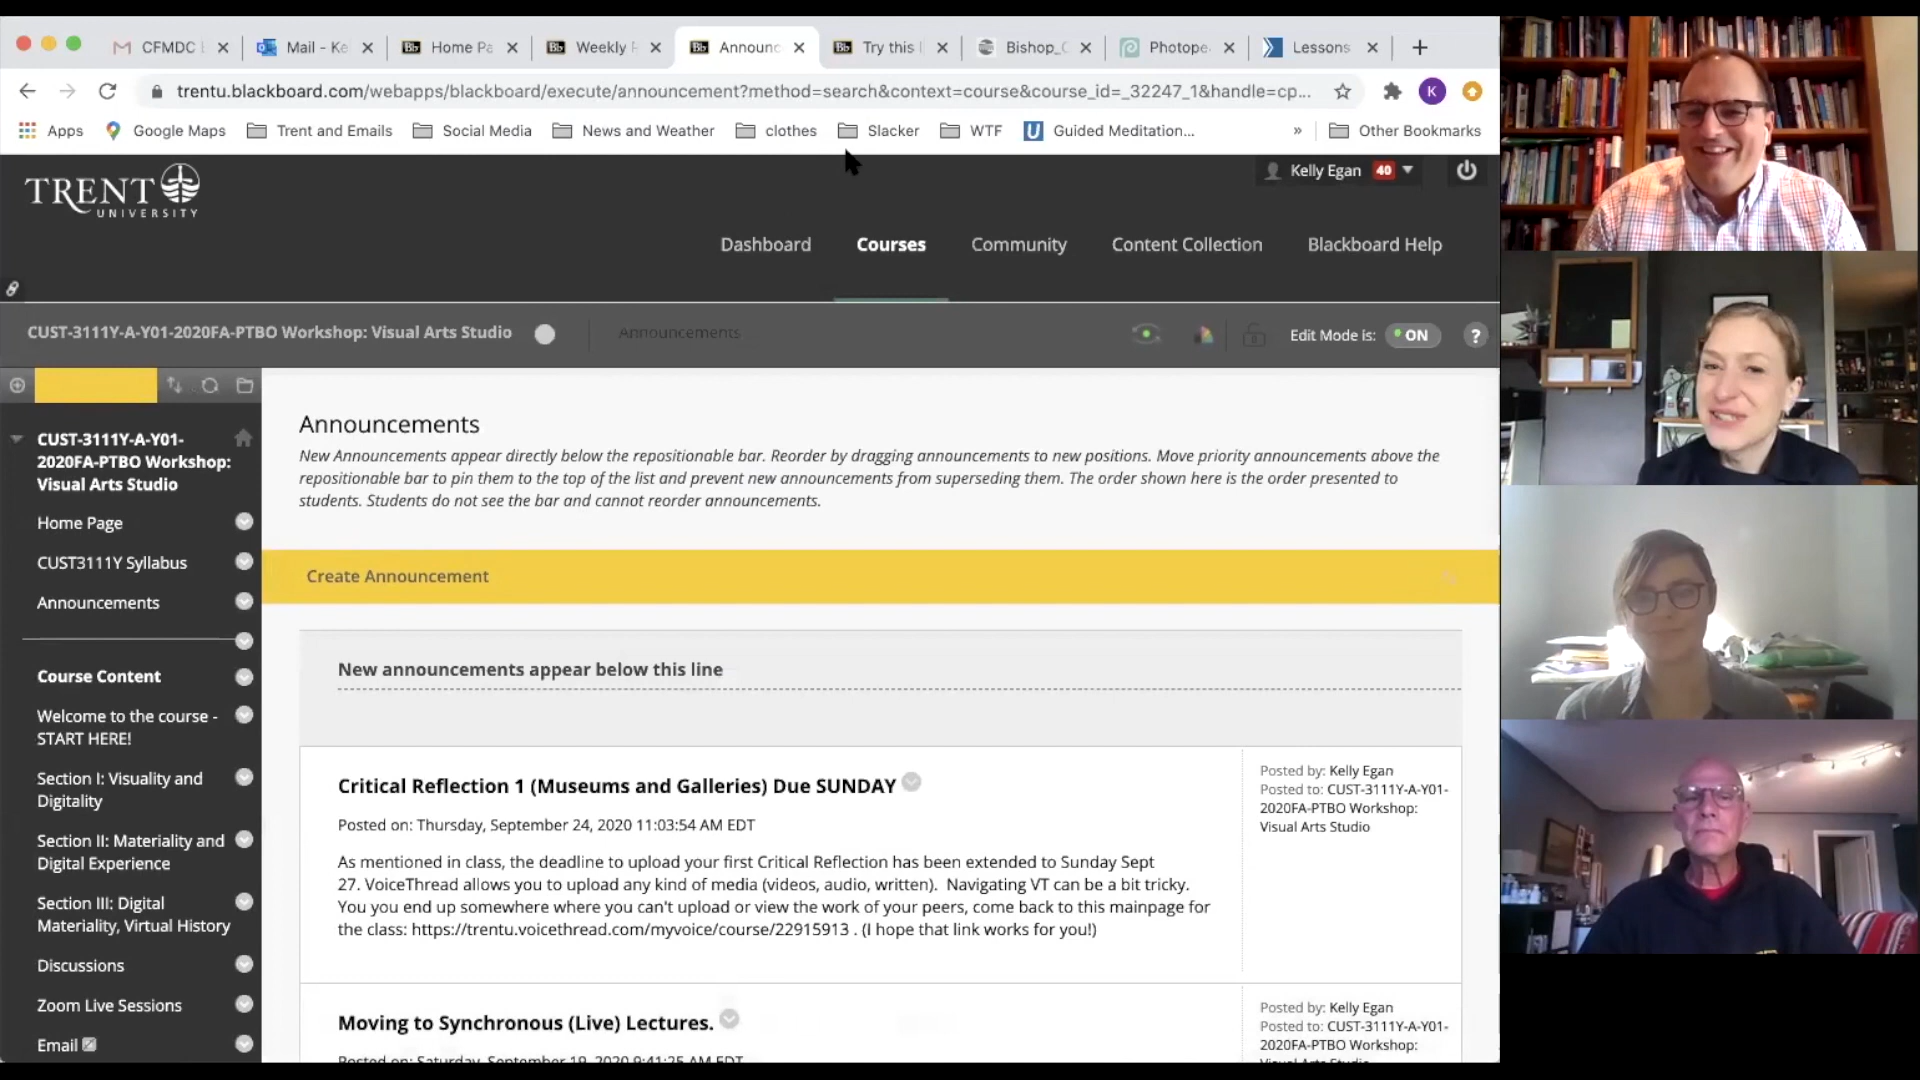 CFMDC
Mail - Ke
Home Pa
Weekly
Announc
Try this
Bishop_
Photope
Lessons
trentu.blackboard.com/webapps/blackboard/execute/announcement?method=search&context=course&course_id=_32247_1&handle=cp...
K
Apps
Google Maps
Trent and Emails
Social Media
News and Weather
clothes
Slacker
WTF
Guided Meditation...
»
Other Bookmarks
TRENT
UNIVERSITY
Kelly Egan 40
Dashboard
Courses
Community
Content Collection
Blackboard Help
CUST-3111Y-A-Y01-2020FA-PTBO Workshop: Visual Arts Studio
Announcements
Edit Mode is: ON
?
CUST-3111Y-A-Y01-
2020FA-PTBO Workshop:
Visual Arts Studio
Home Page
CUST3111Y Syllabus
Announcements
Course Content
Welcome to the course -
START HERE!
Section I: Visuality and
Digitality
Section II: Materiality and
Digital Experience
Section III: Digital
Materiality, Virtual History
Discussions
Zoom Live Sessions
Email
Announcements
New Announcements appear directly below the repositionable bar. Reorder by dragging announcements to new positions. Move priority announcements above the
repositionable bar to pin them to the top of the list and prevent new announcements from superseding them. The order shown here is the order presented to
students. Students do not see the bar and cannot reorder announcements.
Create Announcement
New announcements appear below this line
Critical Reflection 1 (Museums and Galleries) Due SUNDAY
Posted on: Thursday, September 24, 2020 11:03:54 AM EDT
As mentioned in class, the deadline to upload your first Critical Reflection has been extended to Sunday Sept
27. VoiceThread allows you to upload any kind of media (videos, audio, written).  Navigating VT can be a bit tricky.
You you end up somewhere where you can't upload or view the work of your peers, come back to this mainpage for
the class: https://trentu.voicethread.com/myvoice/course/22915913 . (I hope that link works for you!)
Posted by: Kelly Egan
Posted to: CUST-3111Y-A-Y01-
2020FA-PTBO Workshop:
Visual Arts Studio
Moving to Synchronous (Live) Lectures.
Posted on: Saturday, September 19, 2020 9:41:25 AM EDT
Posted by: Kelly Egan
Posted to: CUST-3111Y-A-Y01-
2020FA-PTBO Workshop:
Visual Arts Studio